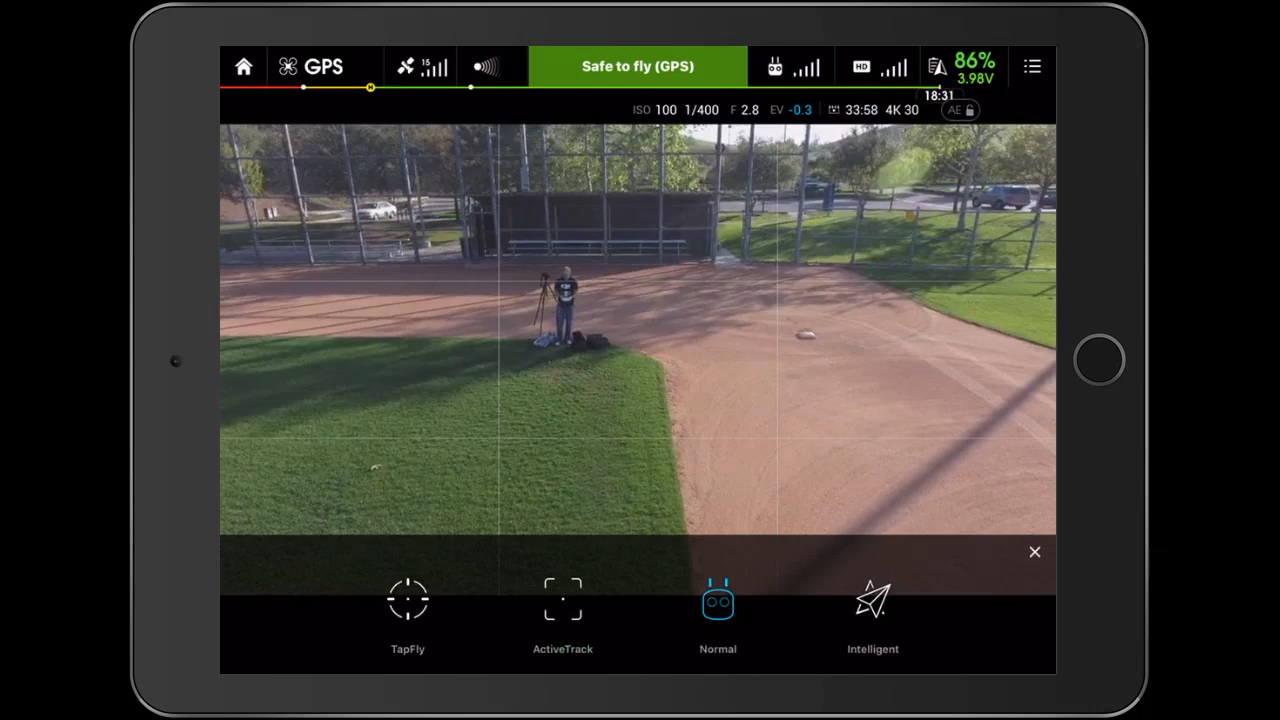 GPS 15 Safe to fly (GPS) HD 86%
3.98V
H
18:31
ISO 100 1/400 F 2.8 EV -0.3 33:58 4K 30 AE
TapFly ActiveTrack Normal Intelligent